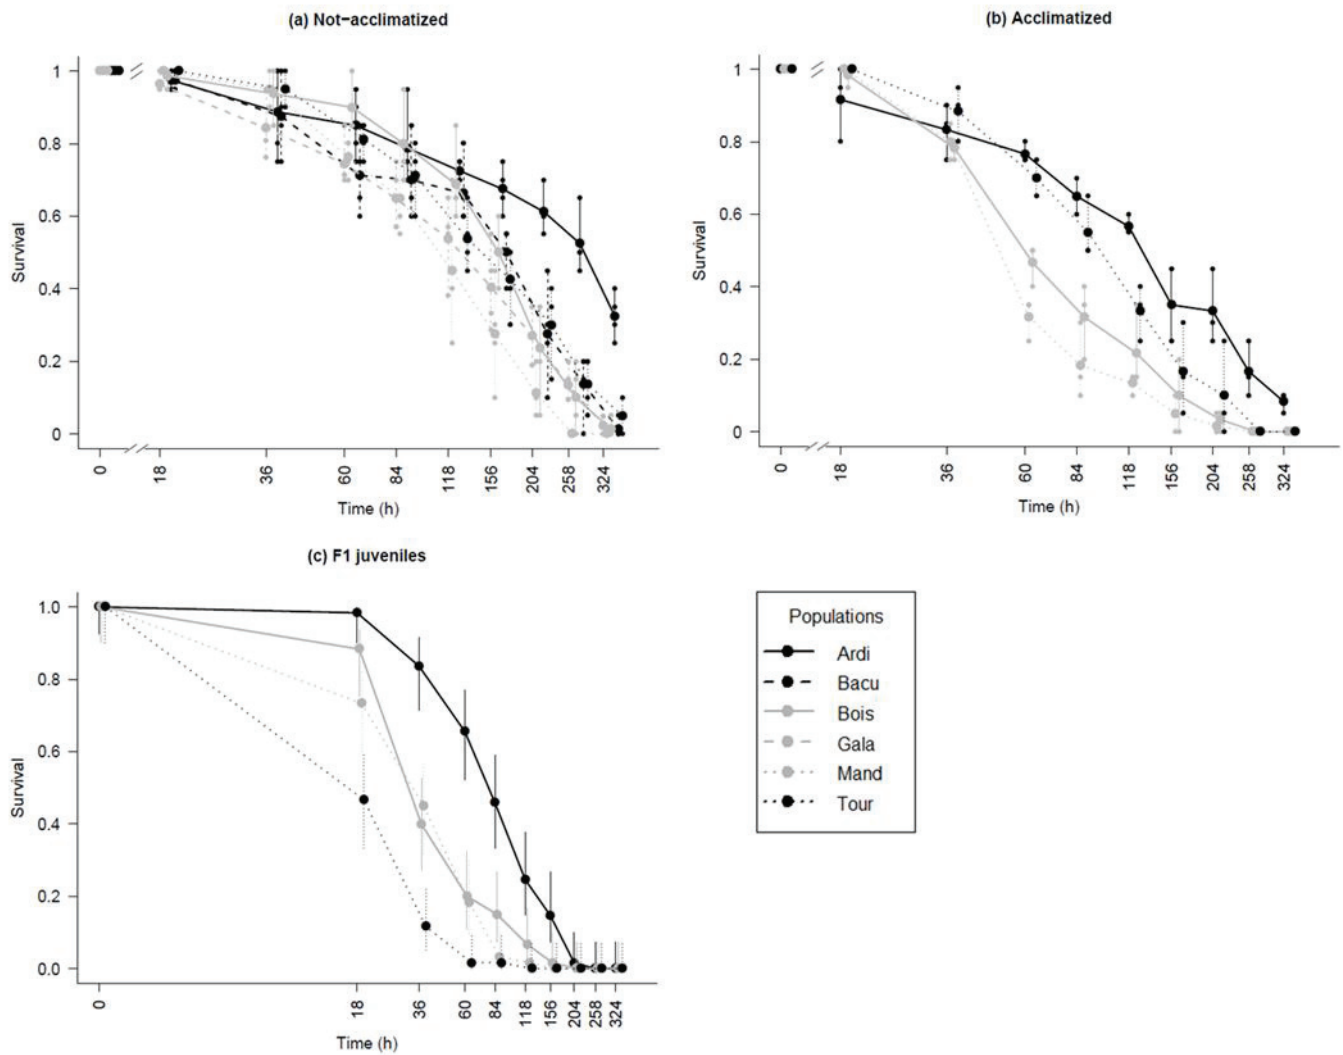 (a) Not−acclimatized
1
0.8
0.6
0.4
0.2
0
Survival
0 18 36 60 84 118 156 204 258 324
Time (h)
(b) Acclimatized
1
0.8
0.6
0.4
0.2
0
Survival
0 18 36 60 84 118 156 204 258 324
Time (h)
(c) F1 juveniles
1.0
0.8
0.6
0.4
0.2
0.0
Survival
0 18 36 60 84 118 156 204 258 324
Time (h)
Populations
Ardi
Bacu
Bois
Gala
Mand
Tour